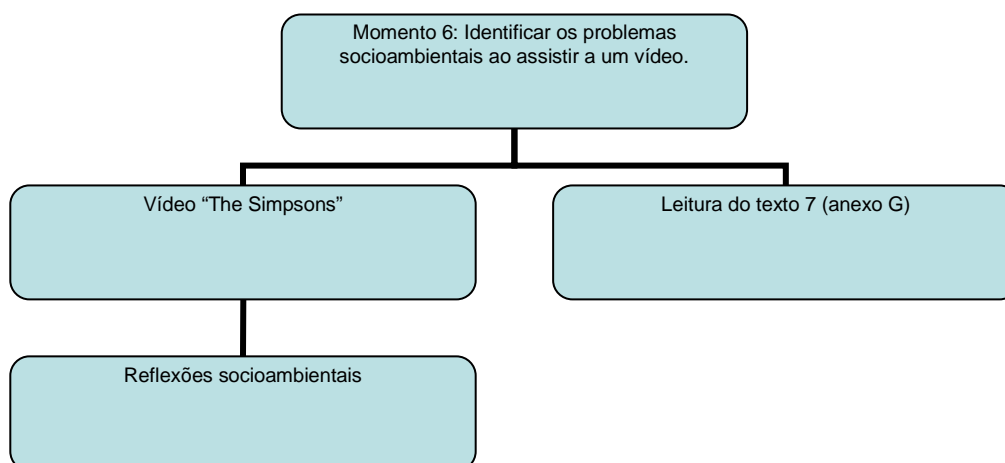 Momento 6: Identificar os problemas
socioambientais ao assistir a um vídeo.
Vídeo “The Simpsons”
Leitura do texto 7 (anexo G)
Reflexões socioambientais